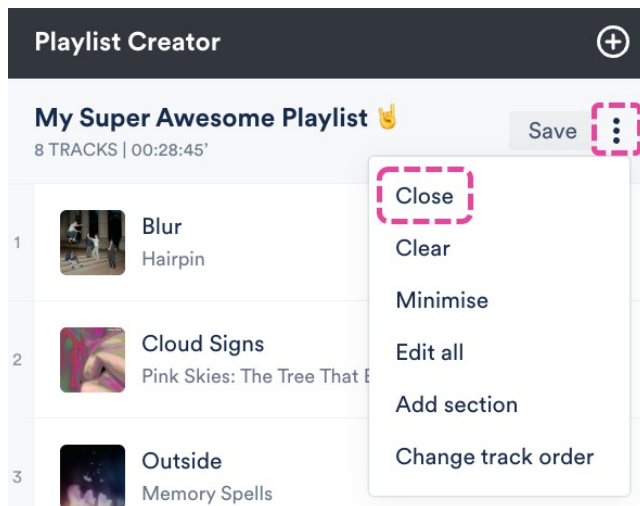 Playlist Creator
My Super Awesome Playlist 🤘
8 TRACKS | 00:28:45’
Save
Close
Clear
Minimise
Edit all
Add section
Change track order
1
Blur
Hairpin
2
Cloud Signs
Pink Skies: The Tree That
3
Outside
Memory Spells